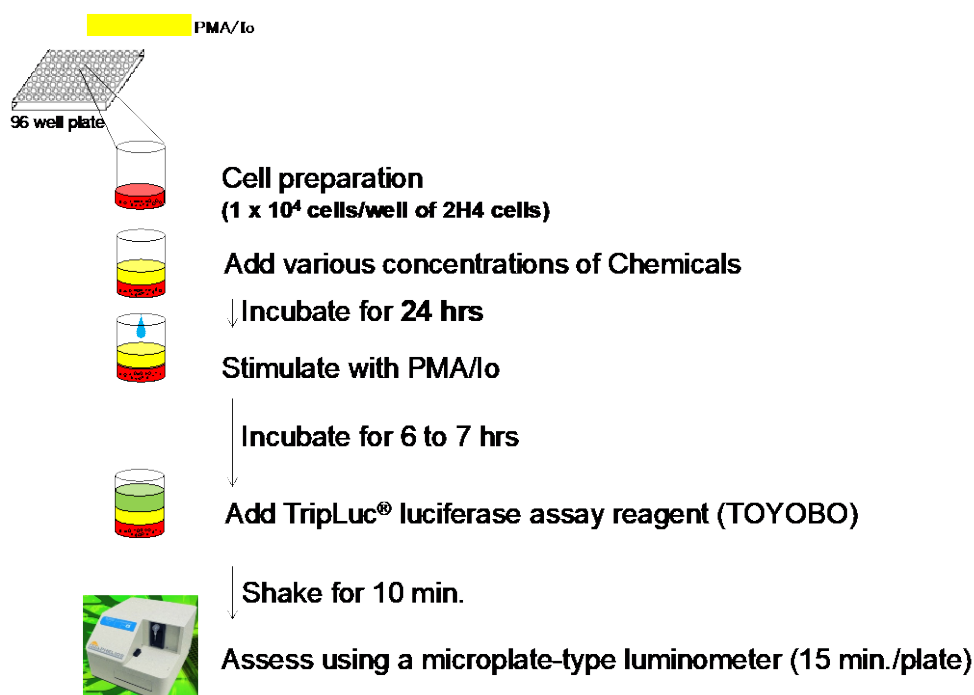 PMA/Io
96 well plate
Cell preparation
(1 x 10⁴ cells/well of 2H4 cells)
Add various concentrations of Chemicals
Incubate for 24 hrs
Stimulate with PMA/Io
Incubate for 6 to 7 hrs
Add TripLuc® luciferase assay reagent (TOYOBO)
Shake for 10 min.
Assess using a microplate-type luminometer (15 min./plate)